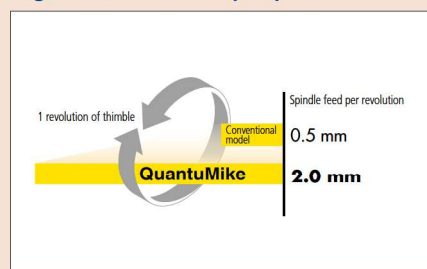 Spindle feed per revolution
1 revolution of thimble
Conventional
model
0.5 mm
QuantuMike
2.0 mm